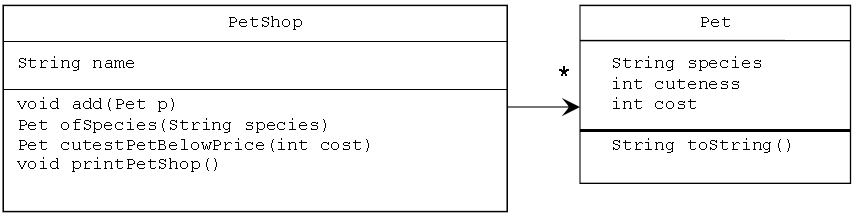 PetShop
String name
void add(Pet p)
Pet ofSpecies(String species)
Pet cutestPetBelowPrice(int cost)
void printPetShop()
*
Pet
String species
int cuteness
int cost
String toString()